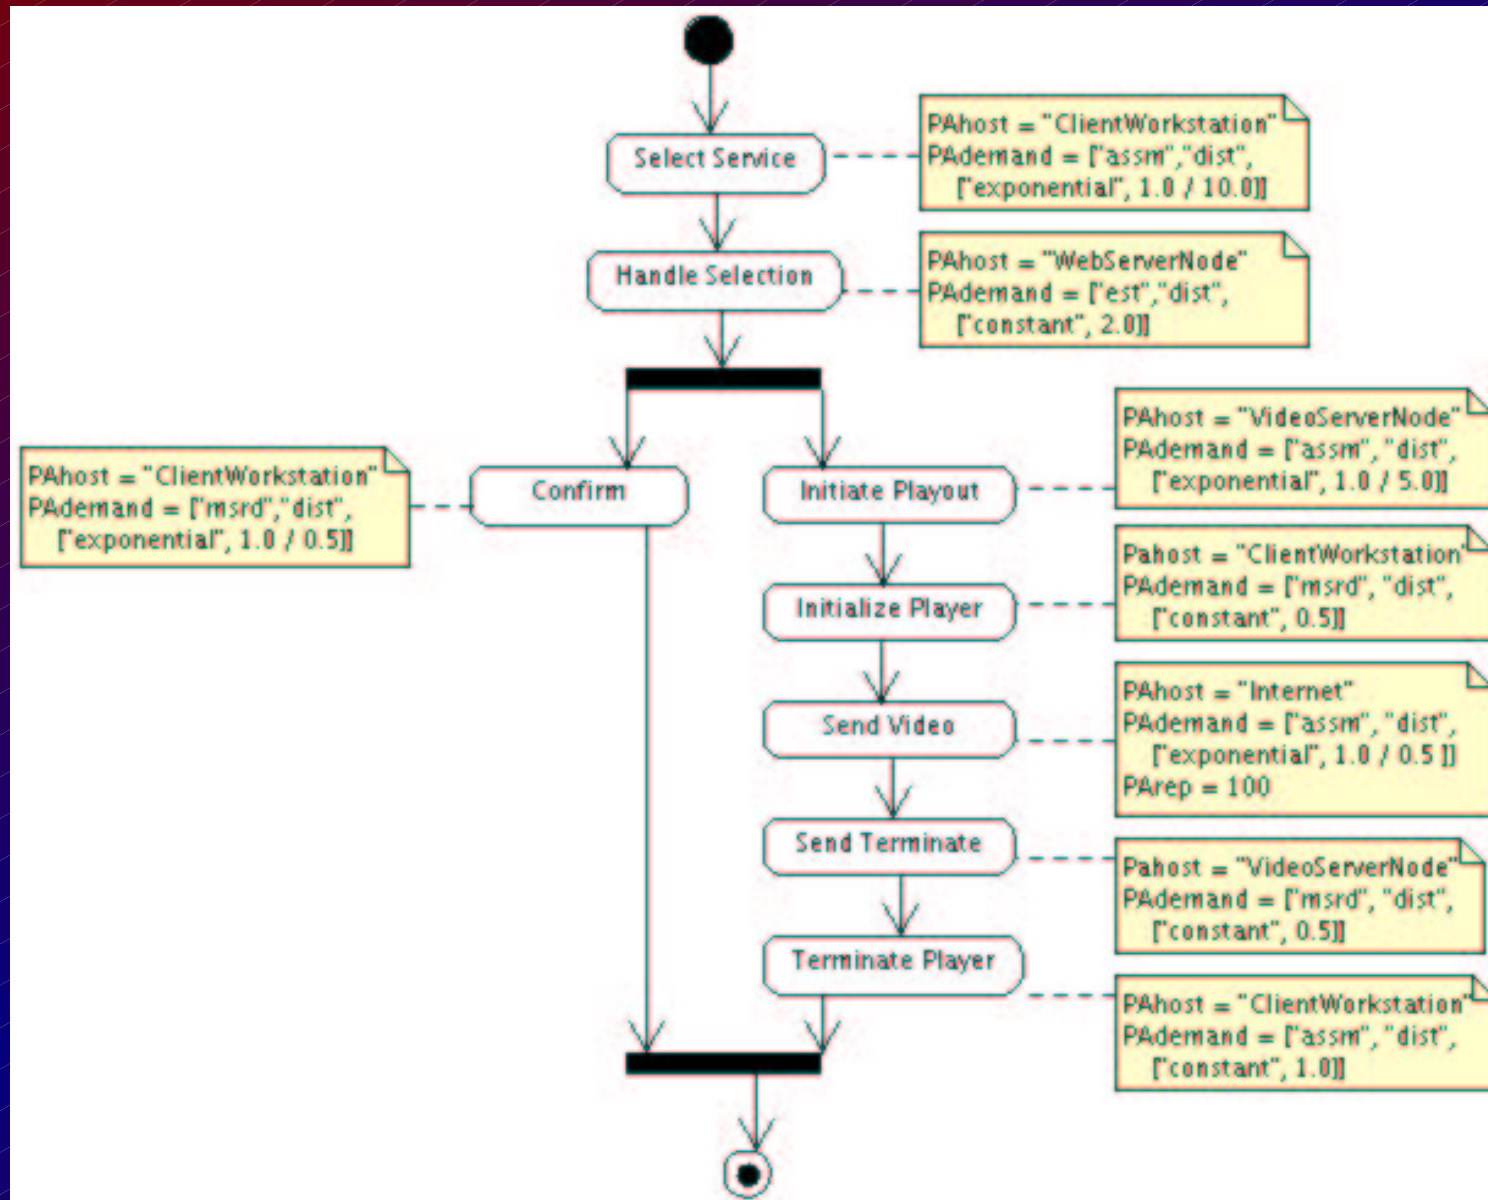 Select Service
PAhost = "ClientWorkstation"
PAdemand = ["assm","dist",
["exponential", 1.0 / 10.0]]
Handle Selection
PAhost = "WebServerNode"
PAdemand = ["est","dist",
["constant", 2.0]]
PAhost = "ClientWorkstation"
PAdemand = ["msrd","dist",
["exponential", 1.0 / 0.5]]
Confirm
Initiate Playout
PAhost = "VideoServerNode"
PAdemand = ["assm", "dist",
["exponential", 1.0 / 5.0]]
Initialize Player
Pahost = "ClientWorkstation"
PAdemand = ["msrd", "dist",
["constant", 0.5]]
Send Video
PAhost = "Internet"
PAdemand = ["assm", "dist",
["exponential", 1.0 / 0.5 ]]
PArep = 100
Send Terminate
Pahost = "VideoServerNode"
PAdemand = ["msrd", "dist",
["constant", 0.5]]
Terminate Player
PAhost = "ClientWorkstation"
PAdemand = ["assm", "dist",
["constant", 1.0]]